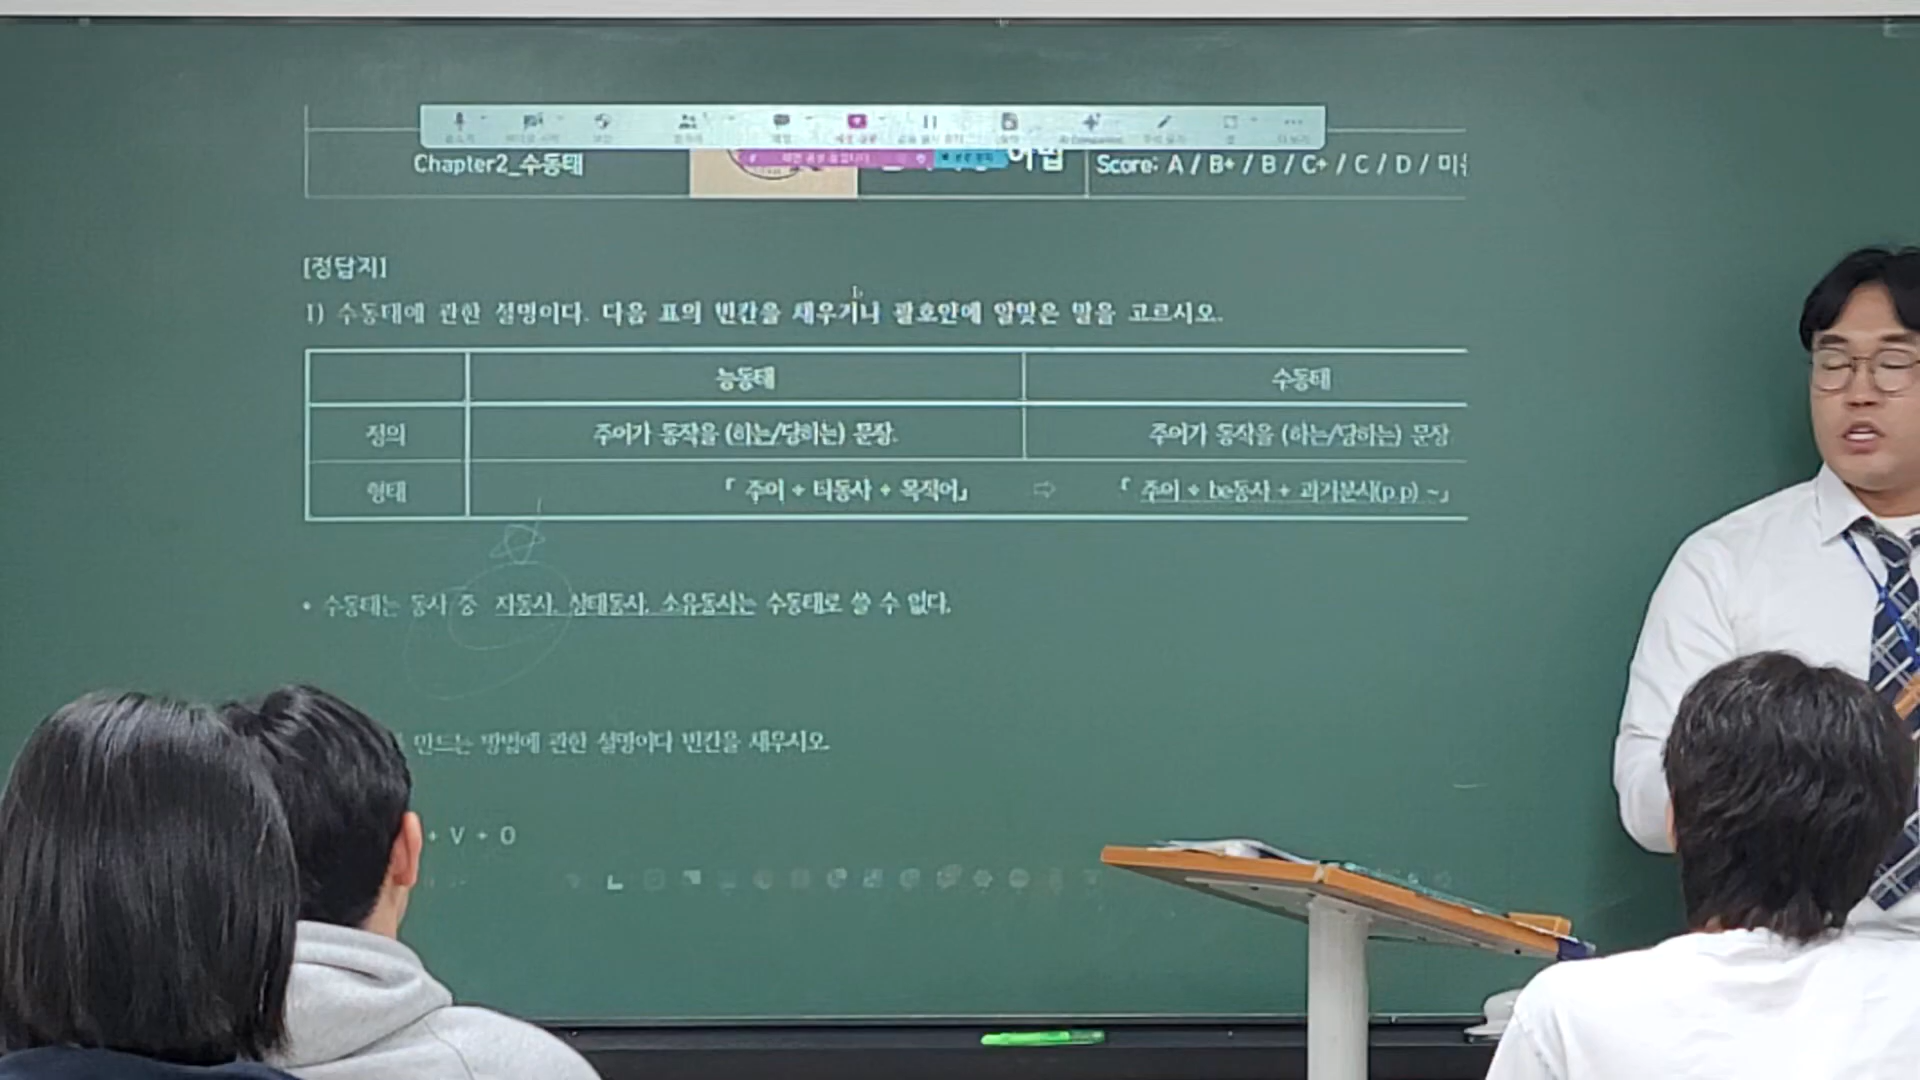 Chapter2_수동태
어법
Score: A / B+ / B / C+ / C / D / 미
[정답지]
1) 수동태에 관한 설명이다. 다음 표의 빈칸을 채우거나 괄호안에 알맞은 말을 고르시오.
능동태 수동태
정의 주어가 동작을 (하는/당하는) 문장. 주어가 동작을 (하는/당하는) 문장
형태 「 주어 + 타동사 + 목적어」 ⇨ 「 주어 + be동사 + 과거분사(p.p) ~」
• 수동태는 동사 중 자동사, 상태동사, 소유동사는 수동태로 쓸 수 없다.
만드는 방법에 관한 설명이다 빈칸을 채우시오.
+ V + O